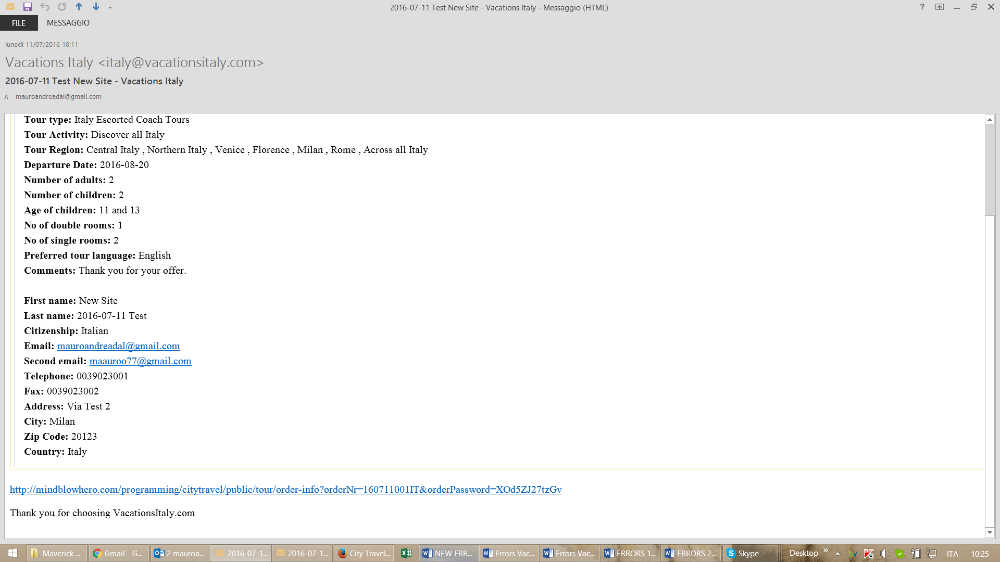 2016-07-11 Test New Site - Vacations Italy - Messaggio (HTML)
FILE MESSAGGIO
lunedì 11/07/2016 10:11
Vacations Italy <italy@vacationsitaly.com>
2016-07-11 Test New Site - Vacations Italy
A mauroandreadal@gmail.com
Tour type: Italy Escorted Coach Tours
Tour Activity: Discover all Italy
Tour Region: Central Italy , Northern Italy , Venice , Florence , Milan , Rome , Across all Italy
Departure Date: 2016-08-20
Number of adults: 2
Number of children: 2
Age of children: 11 and 13
No of double rooms: 1
No of single rooms: 2
Preferred tour language: English
Comments: Thank you for your offer.
First name: New Site
Last name: 2016-07-11 Test
Citizenship: Italian
Email: mauroandreadal@gmail.com
Second email: maauroo77@gmail.com
Telephone: 0039023001
Fax: 0039023002
Address: Via Test 2
City: Milan
Zip Code: 20123
Country: Italy
http://mindblowhero.com/programming/citytravel/public/tour/order-info?orderNr=160711001IT&orderPassword=XOd5ZJ27tzGv
Thank you for choosing VacationsItaly.com
Maverick ... Gmail - G... 2 mauroa... 2016-07-1... 2016-07-1... City Travel... NEW ERR... Errors Vac... Errors Vac... ERRORS 1... ERRORS 2... Skype Desktop » ITA 10:25